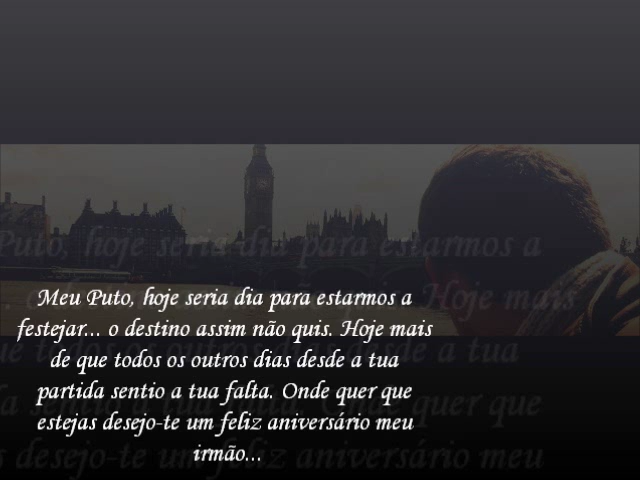 Meu Puto, hoje seria dia para estarmos a
festejar... o destino assim não quis. Hoje mais
de que todos os outros dias desde a tua
partida sentio a tua falta. Onde quer que
estejas desejo-te um feliz aniversário meu
irmão...